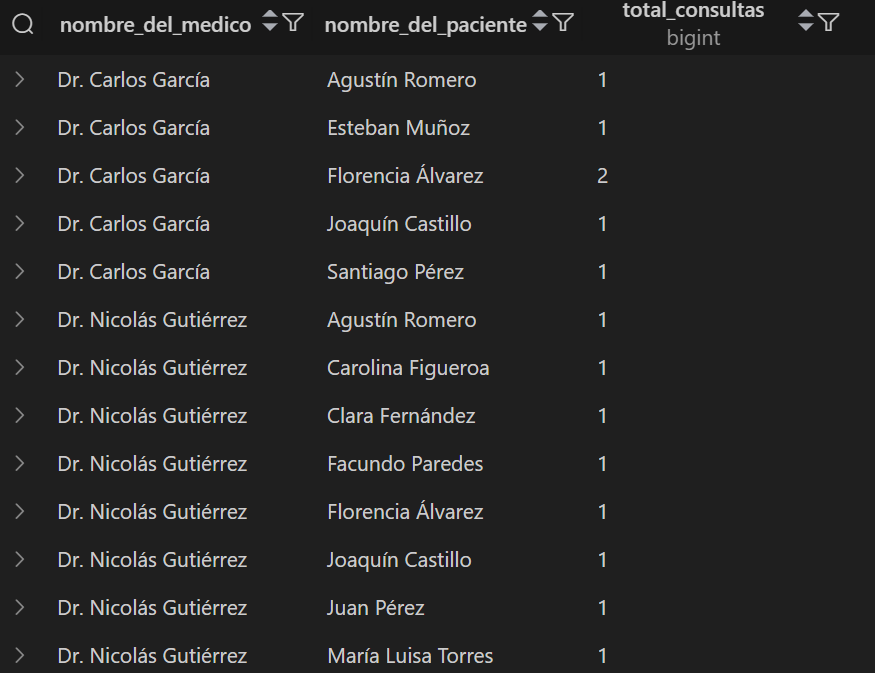 nombre_del_medico nombre_del_paciente total_consultas
bigint
Dr. Carlos García Agustín Romero 1
Dr. Carlos García Esteban Muñoz 1
Dr. Carlos García Florencia Álvarez 2
Dr. Carlos García Joaquín Castillo 1
Dr. Carlos García Santiago Pérez 1
Dr. Nicolás Gutiérrez Agustín Romero 1
Dr. Nicolás Gutiérrez Carolina Figueroa 1
Dr. Nicolás Gutiérrez Clara Fernández 1
Dr. Nicolás Gutiérrez Facundo Paredes 1
Dr. Nicolás Gutiérrez Florencia Álvarez 1
Dr. Nicolás Gutiérrez Joaquín Castillo 1
Dr. Nicolás Gutiérrez Juan Pérez 1
Dr. Nicolás Gutiérrez María Luisa Torres 1